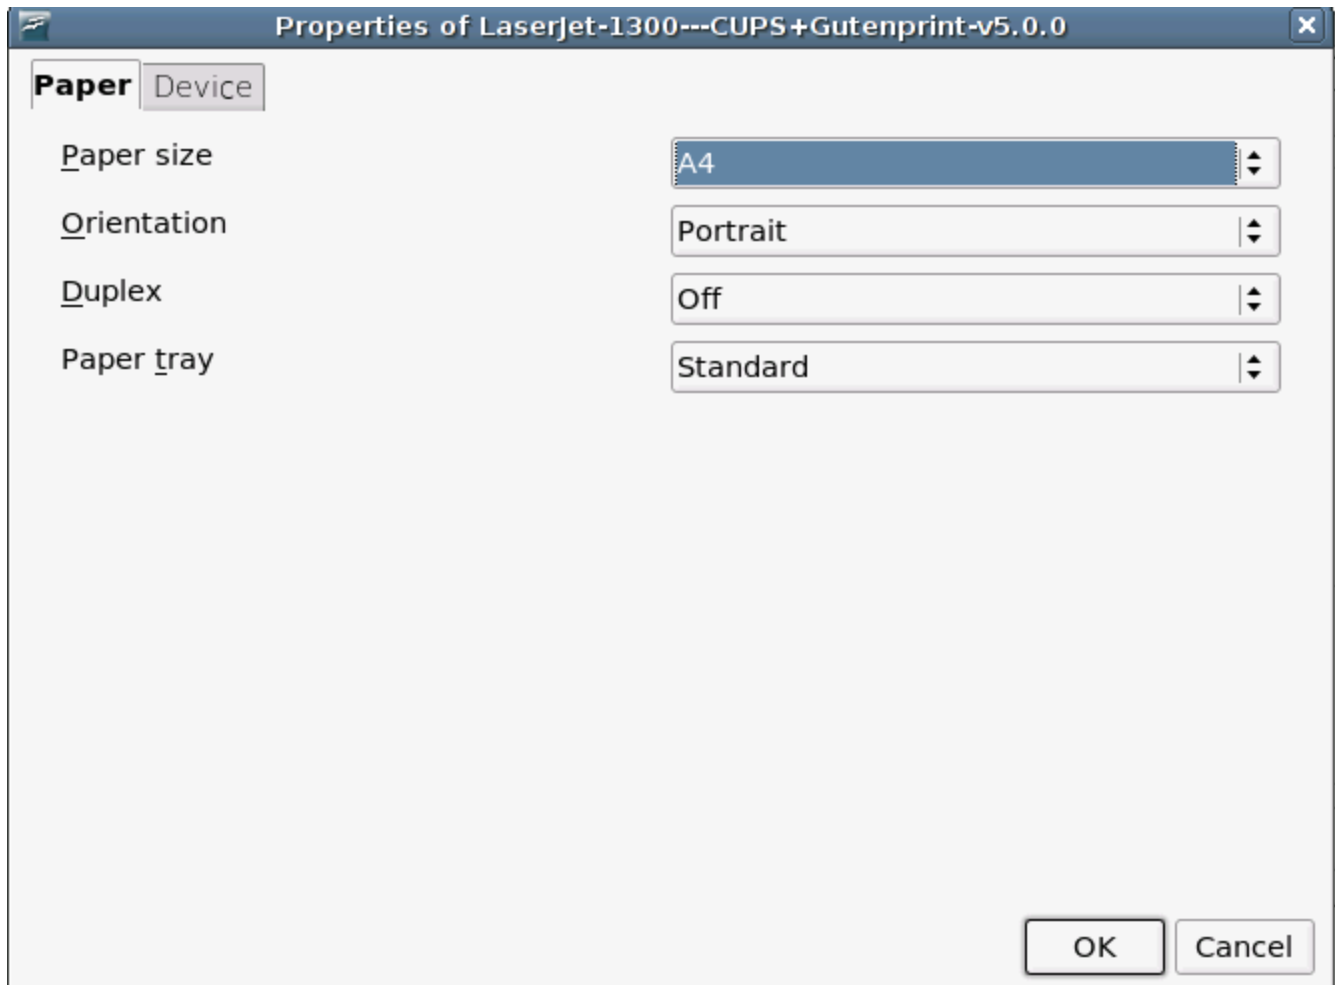 Properties of LaserJet-1300---CUPS+Gutenprint-v5.0.0
Paper Device
Paper size A4
Orientation Portrait
Duplex Off
Paper tray Standard
OK Cancel